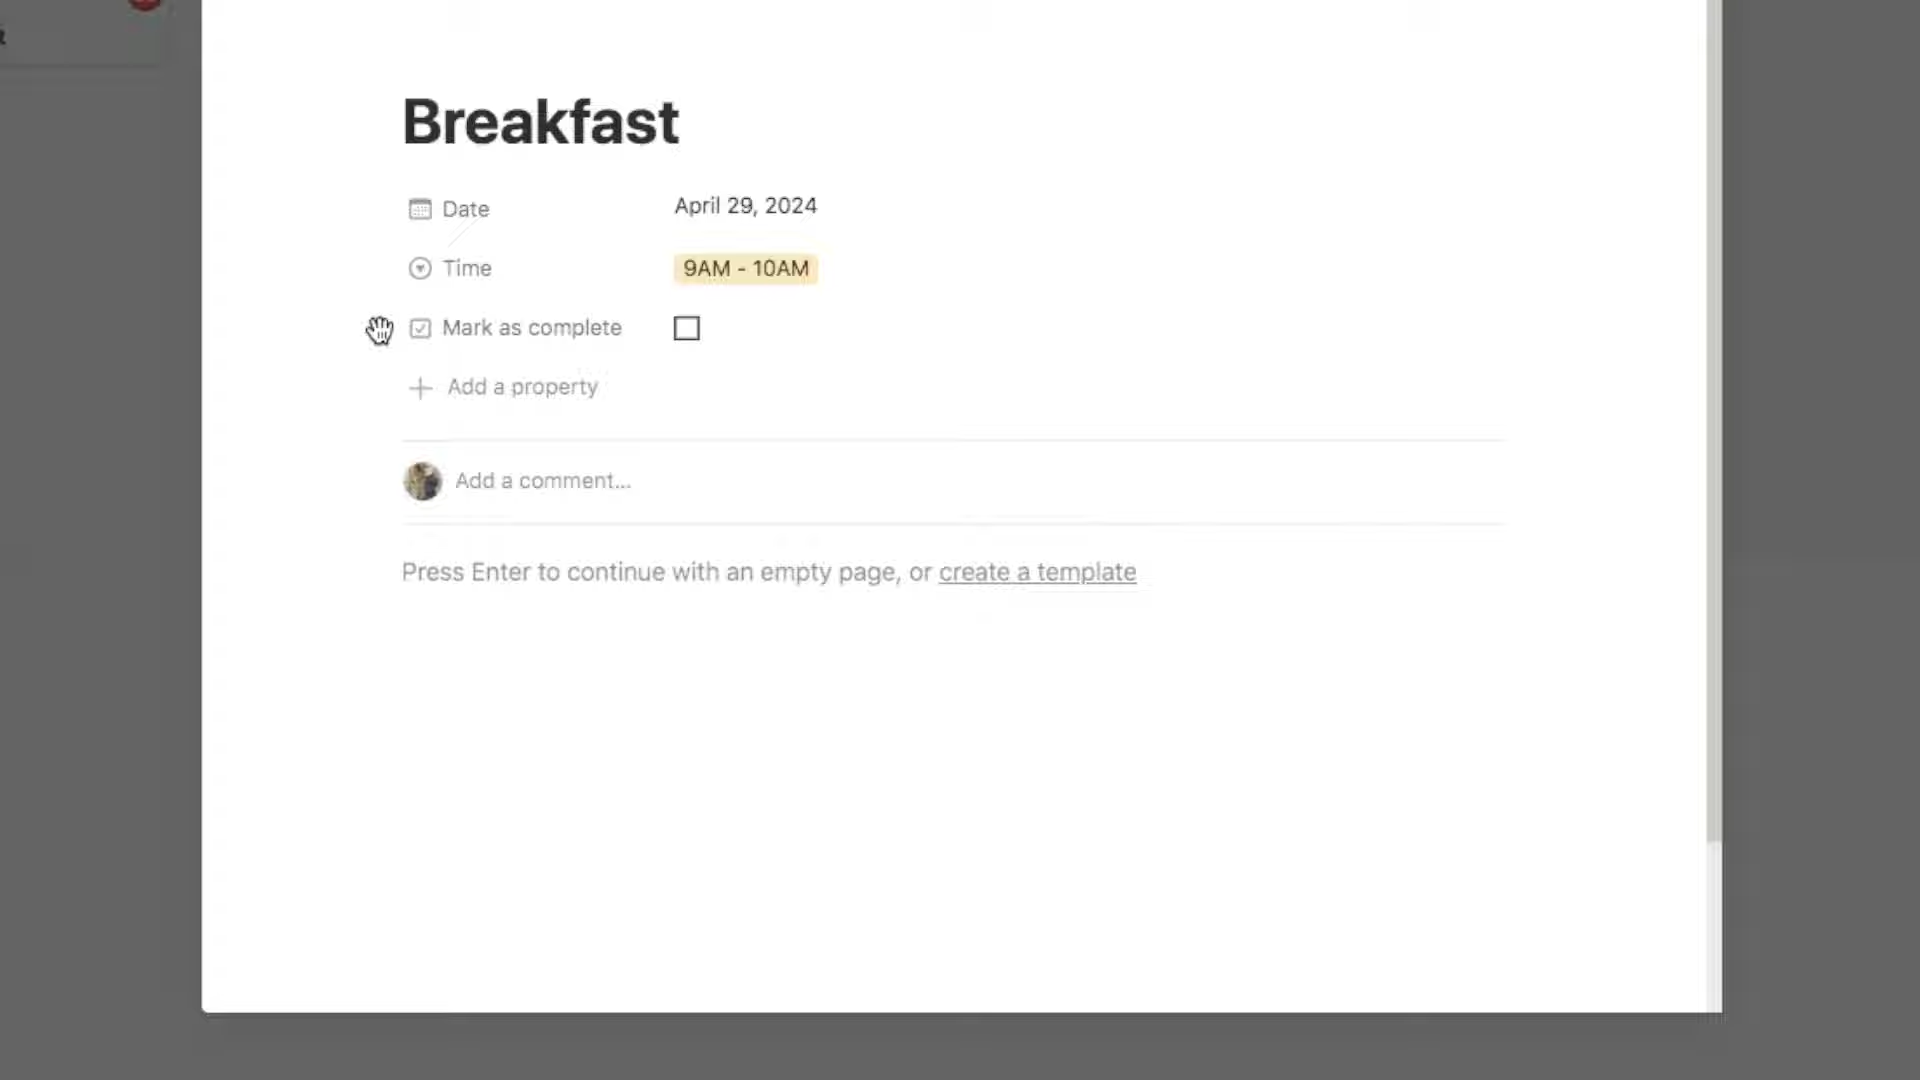 Breakfast
Date April 29, 2024
Time 9AM - 10AM
Mark as complete
Add a property
Add a comment...
Press Enter to continue with an empty page, or create a template